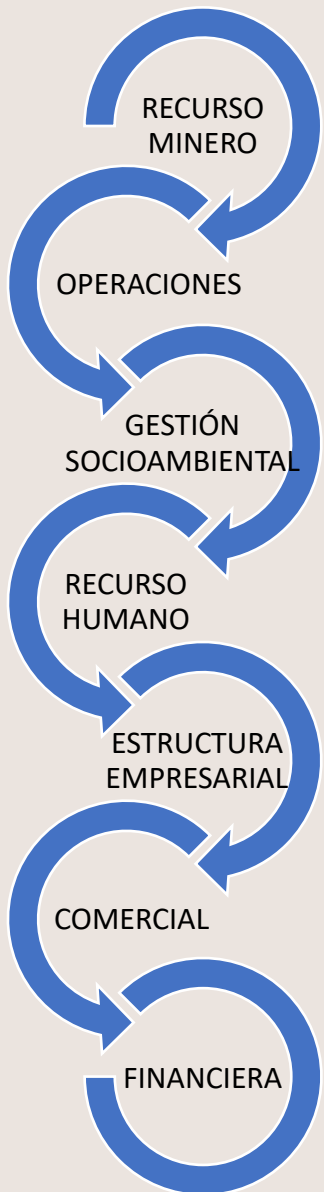 RECURSO
MINERO
OPERACIONES
GESTIÓN
SOCIOAMBIENTAL
RECURSO
HUMANO
ESTRUCTURA
EMPRESARIAL
COMERCIAL
FINANCIERA